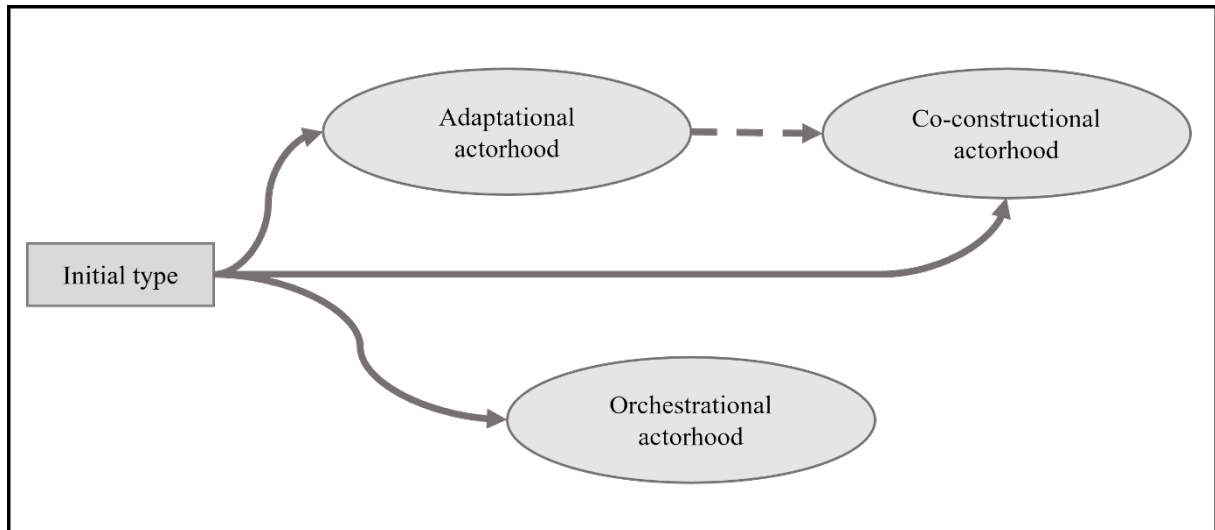 Adaptational
actorhood
Co-constructional
actorhood
Initial type
Orchestrational
actorhood